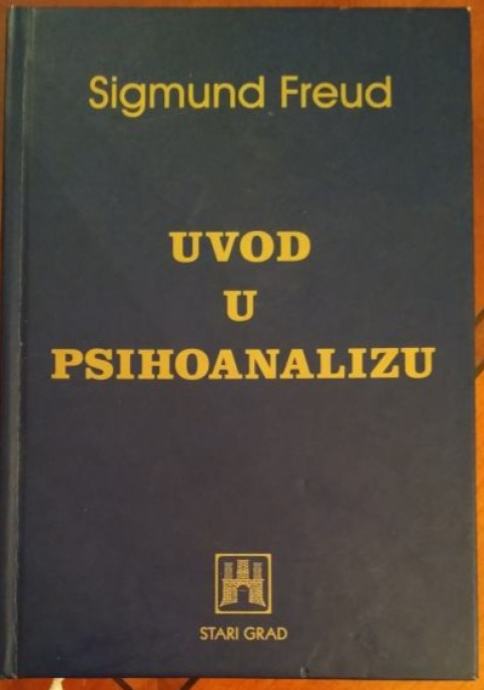 Sigmund Freud
UVOD
U
PSIHOANALIZU
STARI GRAD